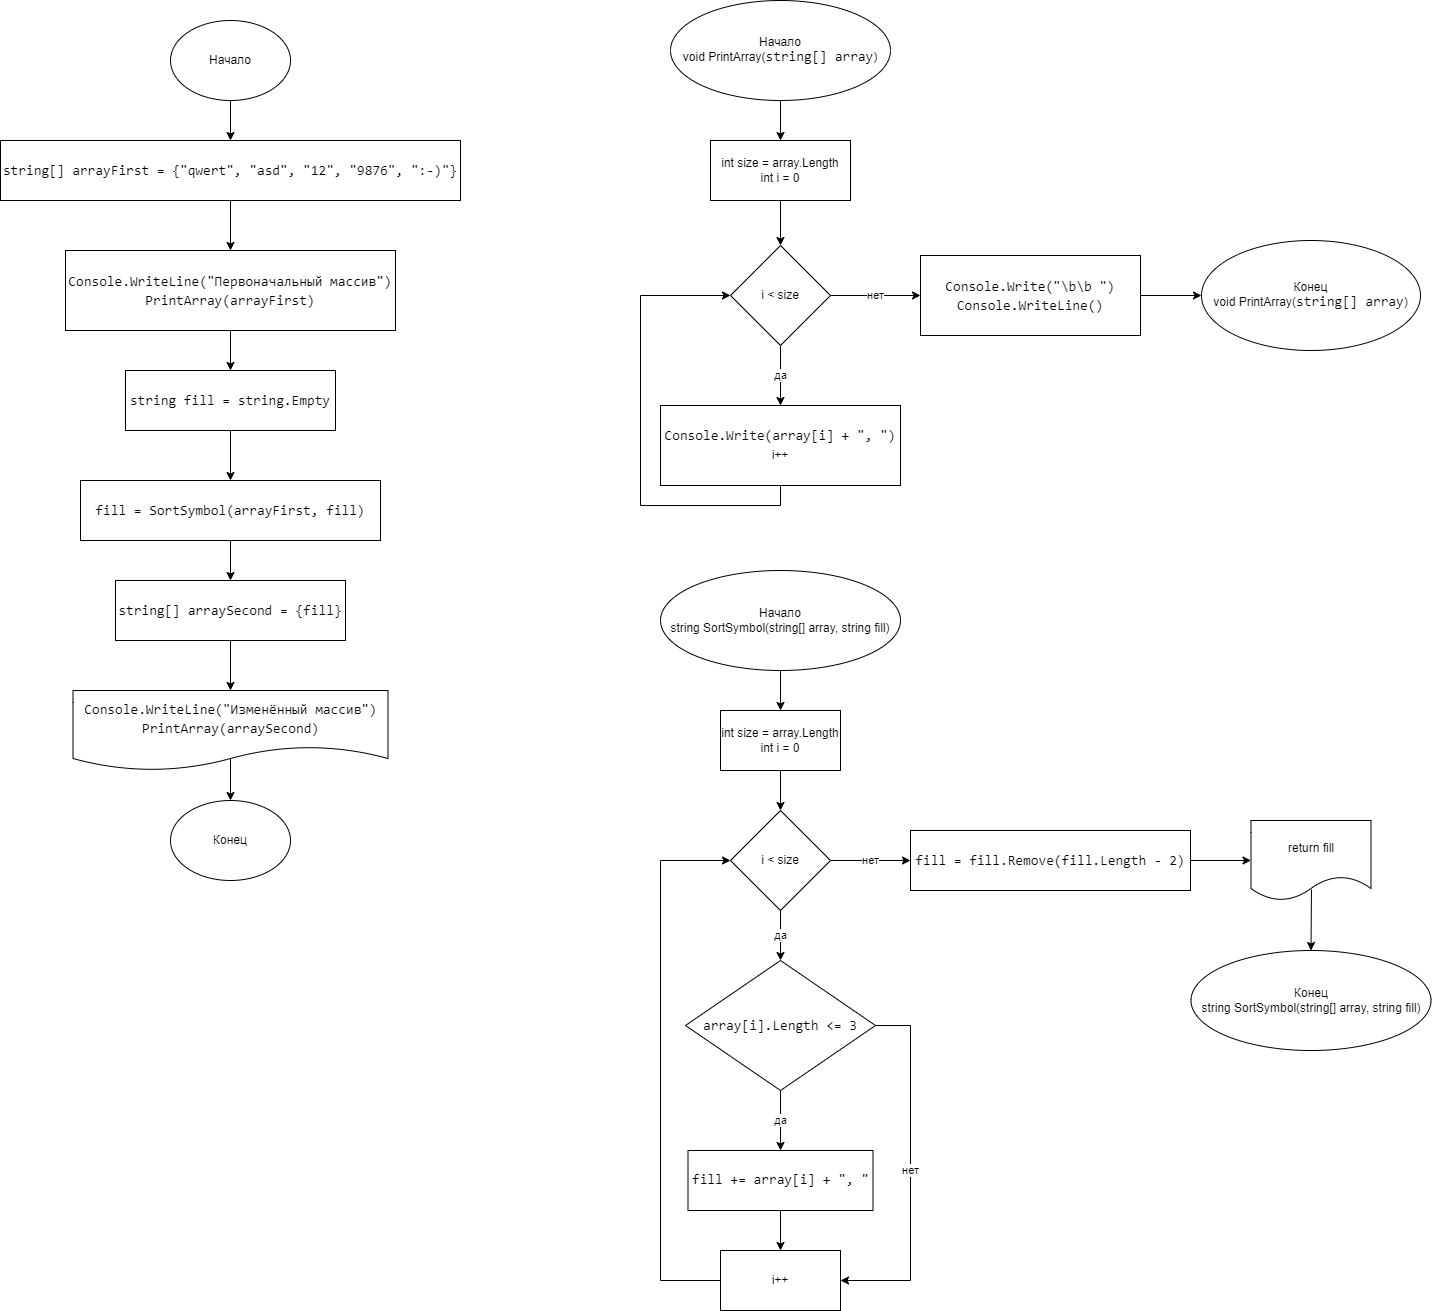 Начало
string[] arrayFirst = {"qwert", "asd", "12", "9876", ":-)"}
Console.WriteLine("Первоначальный массив")
PrintArray(arrayFirst)
string fill = string.Empty
fill = SortSymbol(arrayFirst, fill)
string[] arraySecond = {fill}
Console.WriteLine("Изменённый массив")
PrintArray(arraySecond)
Конец
Начало
void PrintArray(string[] array)
int size = array.Length
int i = 0
i < size
нет
Console.Write("\b\b ")
Console.WriteLine()
Конец
void PrintArray(string[] array)
да
Console.Write(array[i] + ", ")
i++
Начало
string SortSymbol(string[] array, string fill)
int size = array.Length
int i = 0
i < size
нет
fill = fill.Remove(fill.Length - 2)
return fill
Конец
string SortSymbol(string[] array, string fill)
да
array[i].Length <= 3
да
нет
fill += array[i] + ", "
i++